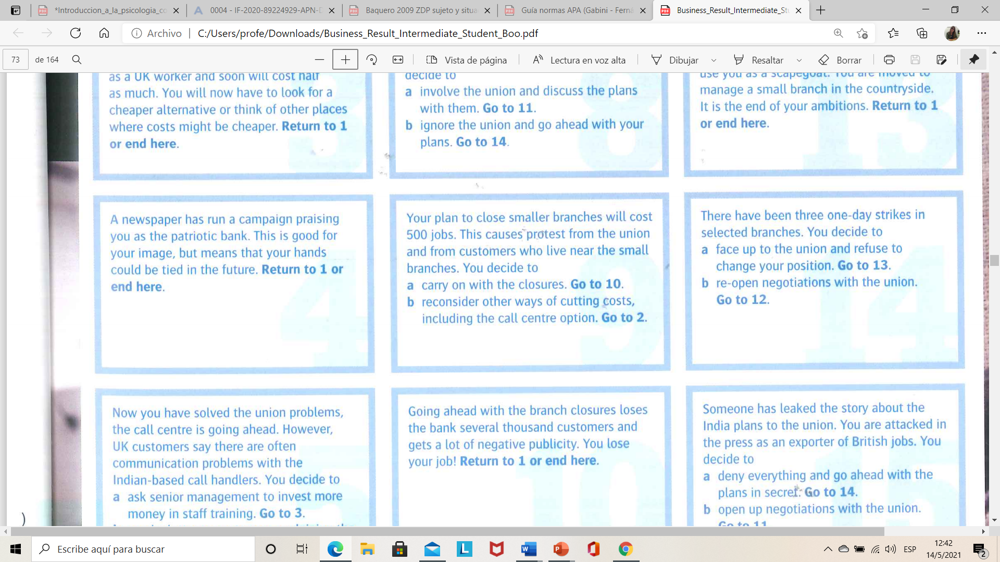 *Introduccion_a_la_psicologia_co
0004 - IF-2020-89224929-APN-D
Baquero 2009 ZDP sujeto y situa
Guía normas APA (Gabini - Ferna
Business_Result_Intermediate_Stu
Archivo
C:/Users/profe/Downloads/Business_Result_Intermediate_Student_Boo.pdf
73
de 164
Vista de página
Lectura en voz alta
Dibujar
Resaltar
Borrar
as a UK worker and soon will cost half
as much. You will now have to look for a
cheaper alternative or think of other places
where costs might be cheaper. Return to 1
or end here.
3
decide to
a involve the union and discuss the plans
with them. Go to 11.
b ignore the union and go ahead with your
plans. Go to 14.
8
use you as a scapegoat. You are moved to
manage a small branch in the countryside.
It is the end of your ambitions. Return to 1
or end here.
13
A newspaper has run a campaign praising
you as the patriotic bank. This is good for
your image, but means that your hands
could be tied in the future. Return to 1 or
end here.
4
Your plan to close smaller branches will cost
500 jobs. This causes protest from the union
and from customers who live near the small
branches. You decide to
a carry on with the closures. Go to 10.
b reconsider other ways of cutting costs,
including the call centre option. Go to 2.
9
There have been three one-day strikes in
selected branches. You decide to
a face up to the union and refuse to
change your position. Go to 13.
b re-open negotiations with the union.
Go to 12.
14
Now you have solved the union problems,
the call centre is going ahead. However,
UK customers say there are often
communication problems with the
Indian-based call handlers. You decide to
a ask senior management to invest more
money in staff training. Go to 3.
5
Going ahead with the branch closures loses
the bank several thousand customers and
gets a lot of negative publicity. You lose
your job! Return to 1 or end here.
10
Someone has leaked the story about the
India plans to the union. You are attacked in
the press as an exporter of British jobs. You
decide to
a deny everything and go ahead with the
plans in secret. Go to 14.
b open up negotiations with the union.
Go to 11
15
)
Escribe aquí para buscar
ESP
12:42
14/5/2021
2